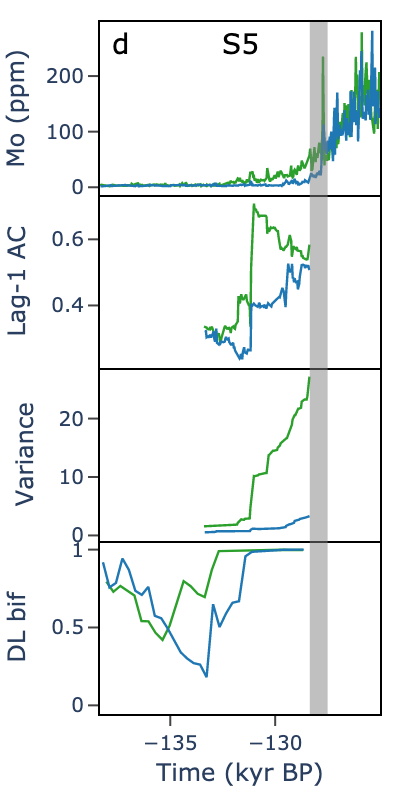 d S5
Mo (ppm)
200
100
0
Lag-1 AC
0.6
0.4
Variance
20
10
0
DL bif
1
0.5
0
−135 −130
Time (kyr BP)